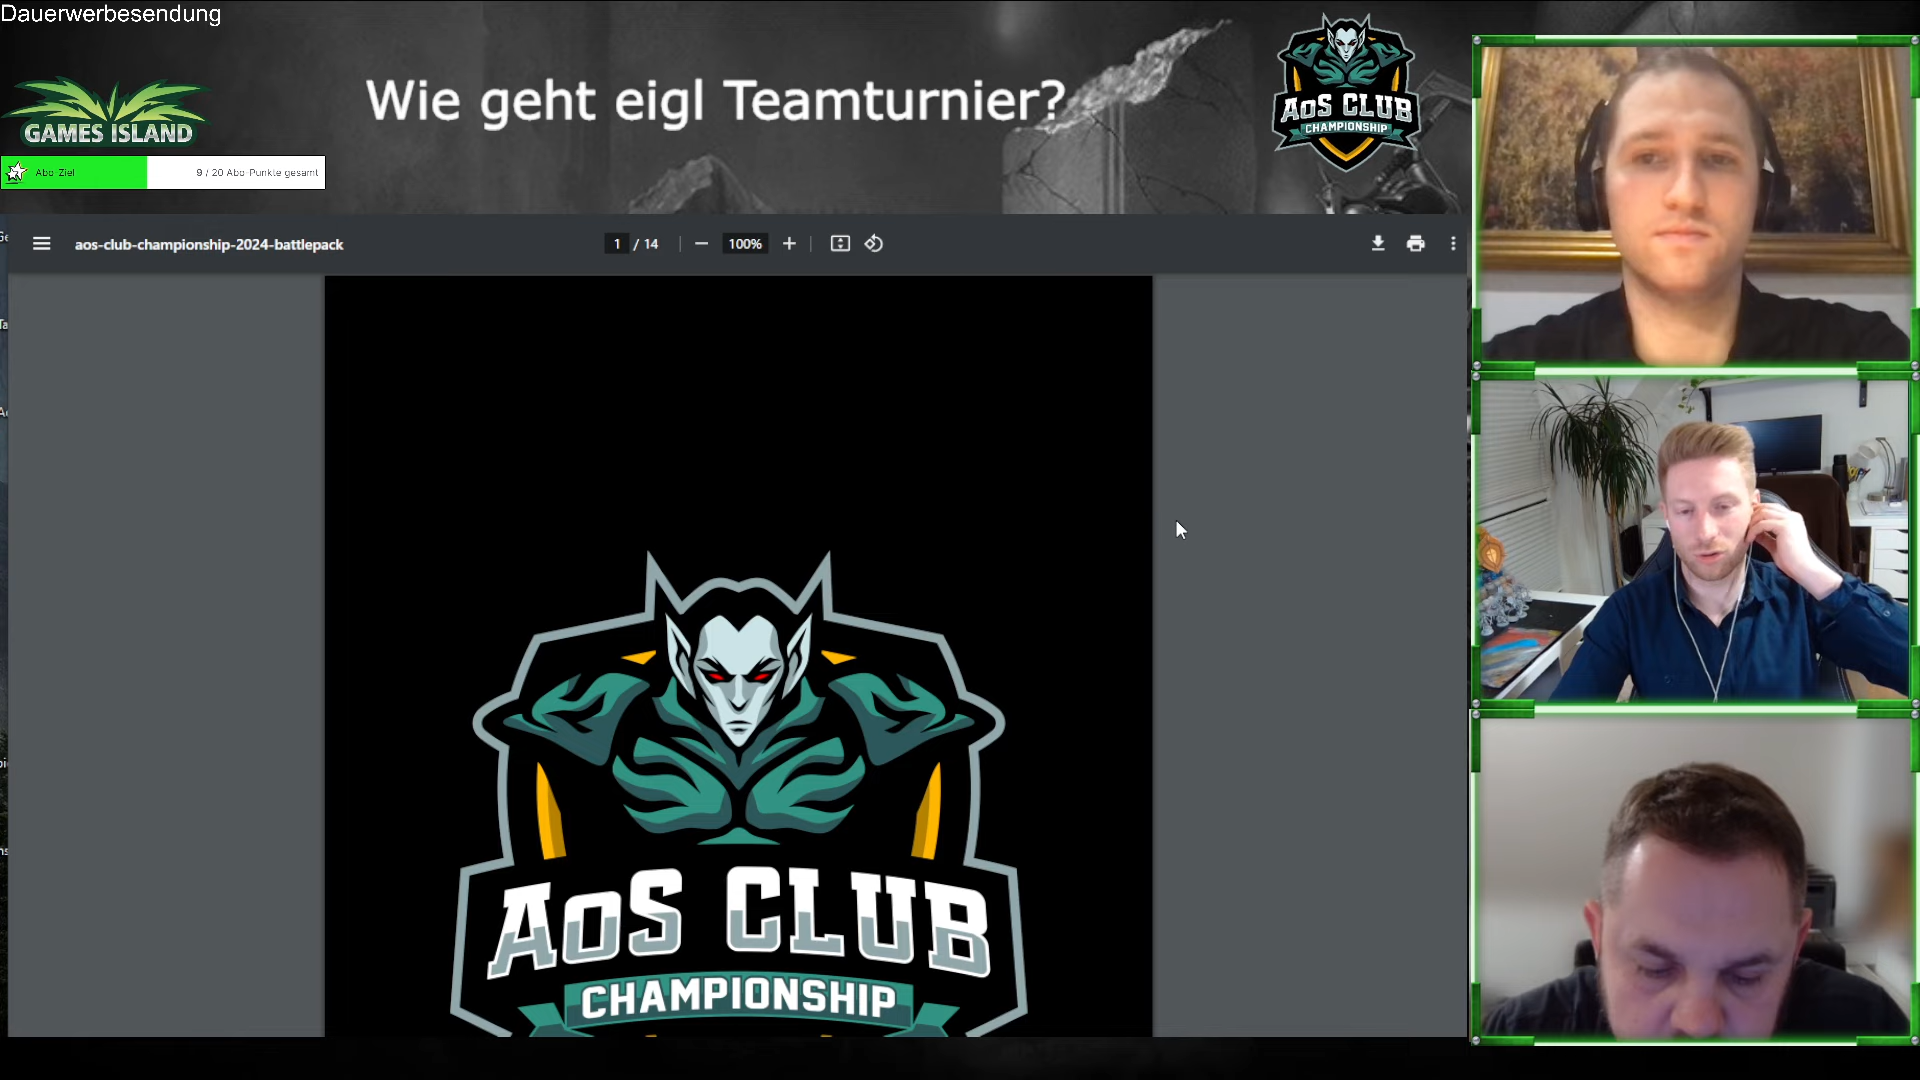 Dauerwerbesendung
GAMES ISLAND
Abo-Ziel
9 / 20 Abo-Punkte gesamt
Wie geht eigl Teamturnier?
AoS CLUB
CHAMPIONSHIP
aos-club-championship-2024-battlepack
1 / 14
100%
AoS CLUB
CHAMPIONSHIP